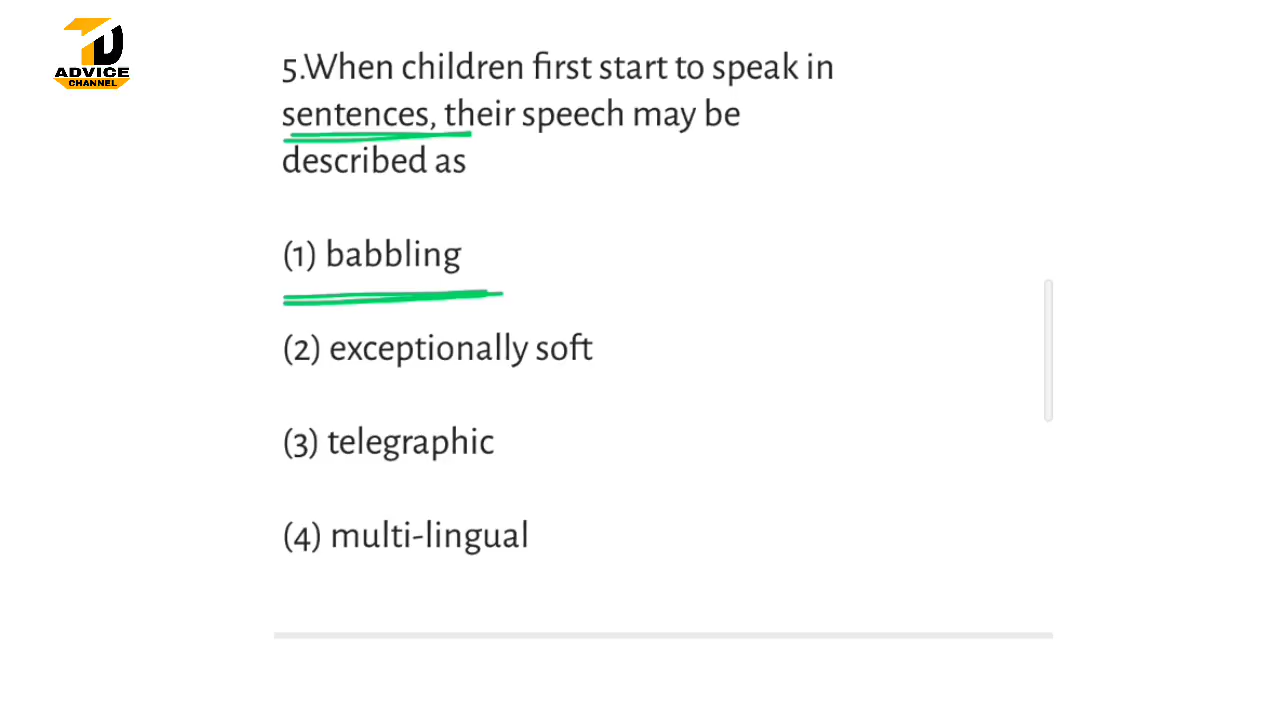 TD
ADVICE
CHANNEL
5.When children first start to speak in
sentences, their speech may be
described as
(1) babbling
(2) exceptionally soft
(3) telegraphic
(4) multi-lingual